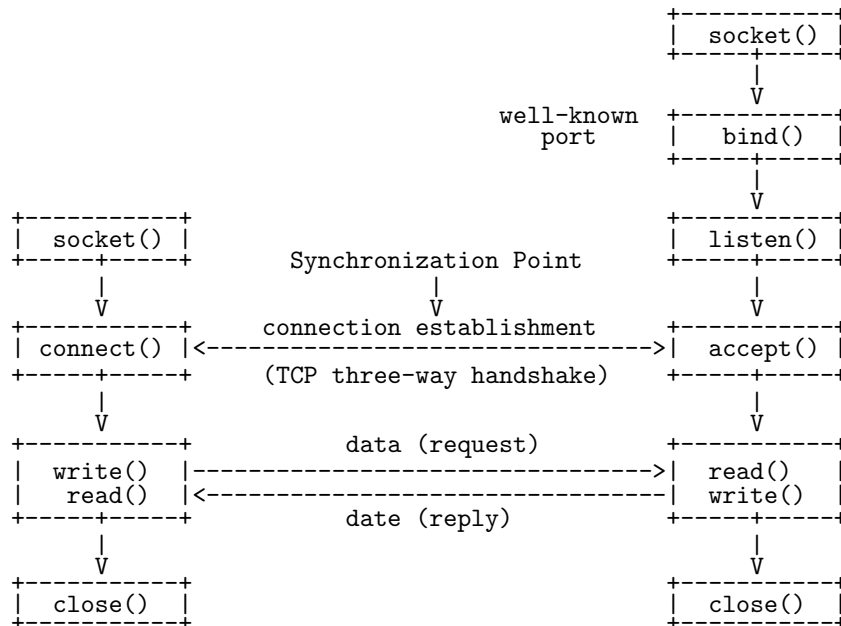 socket()
well-known
port
bind()
socket()
listen()
Synchronization Point
connection establishment
connect()
accept()
(TCP three-way handshake)
data (request)
write()
read()
read()
write()
date (reply)
close()
close()